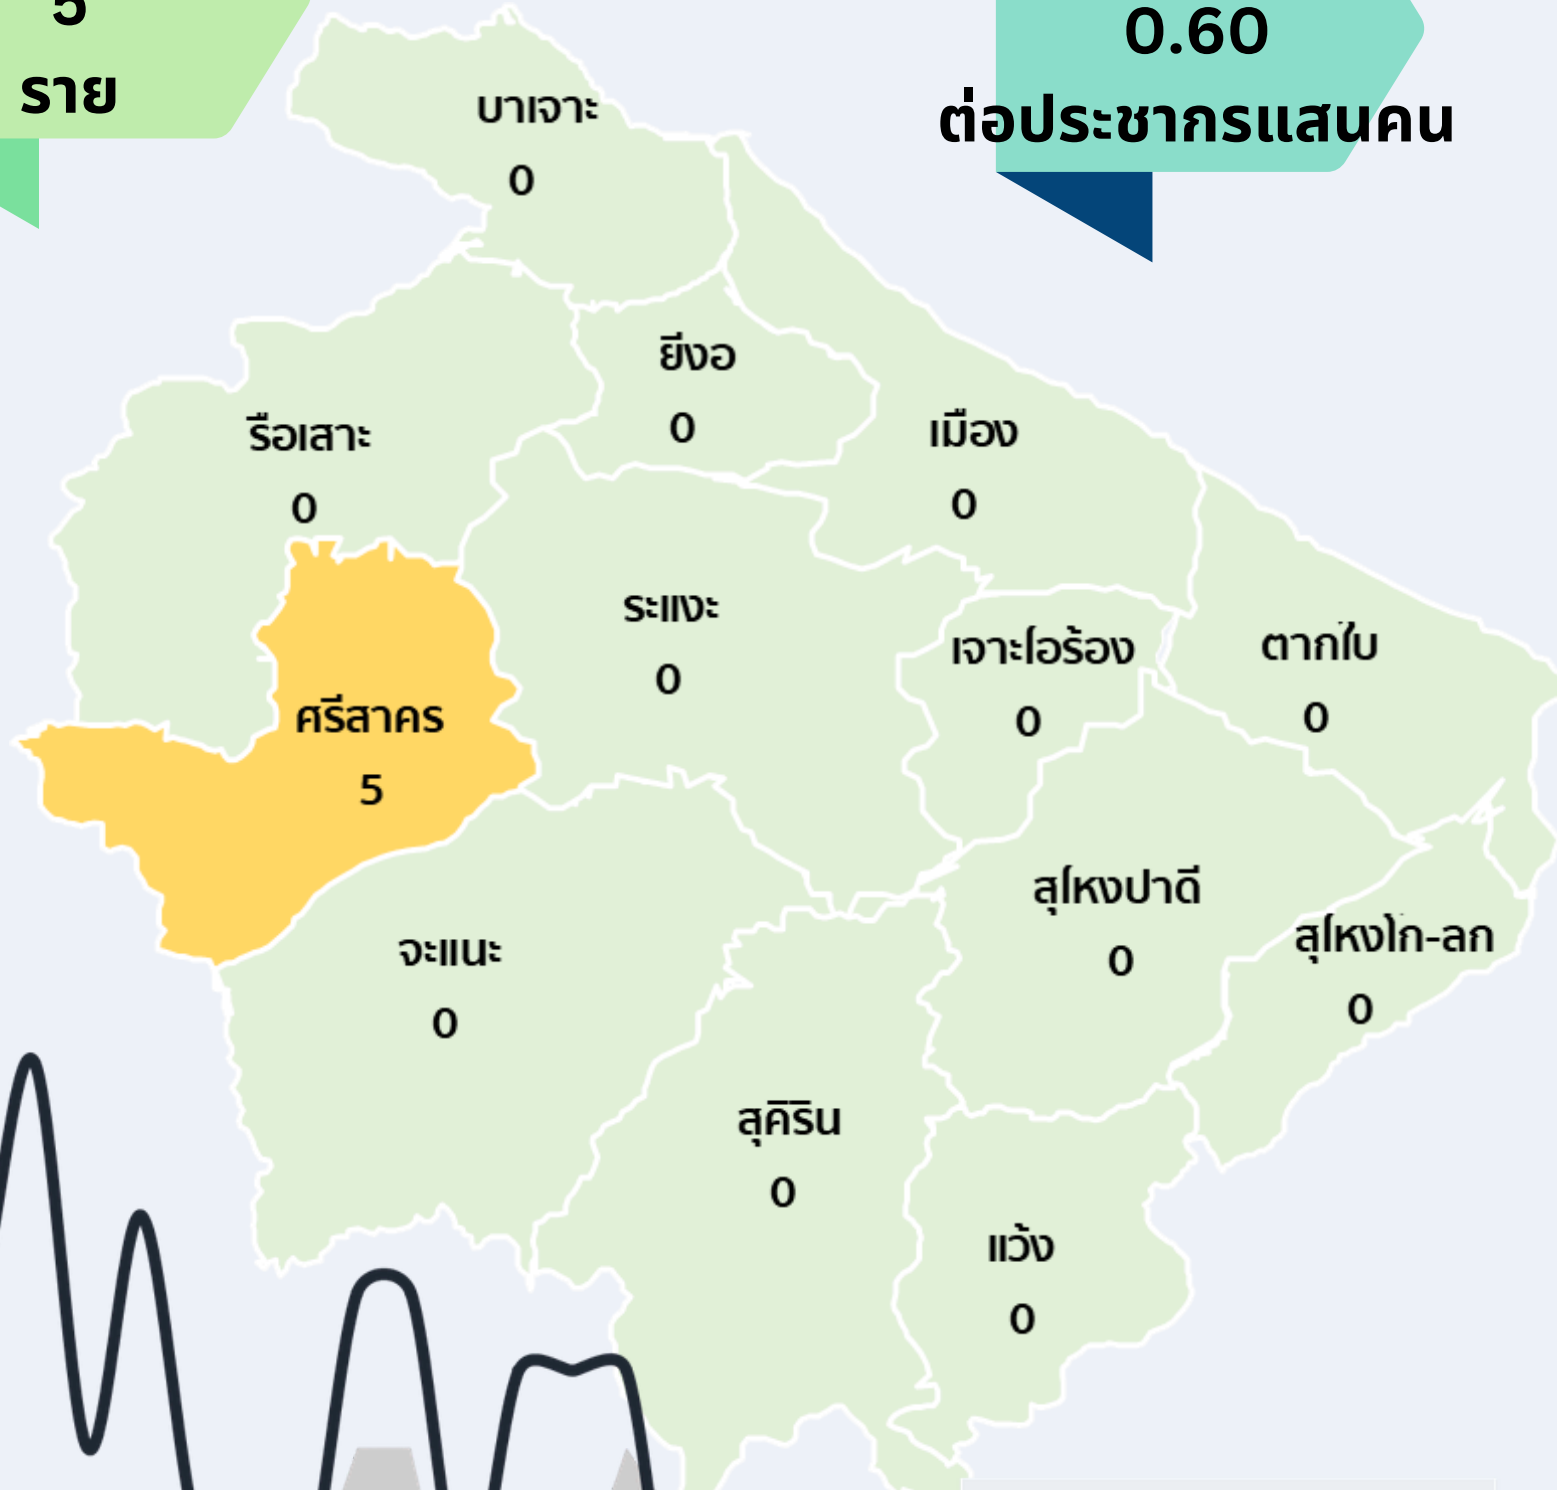 5
ราย
0.60
ต่อประชากรแสนคน
บาเจาะ
0
ยี่งอ
0
รือเสาะ
0
เมือง
0
ระแงะ
0
เจาะไอร้อง
0
ตากใบ
0
ศรีสาคร
5
สุไหงปาดี
0
สุไหงโก-ลก
0
จะแนะ
0
สุคิริน
0
แว้ง
0